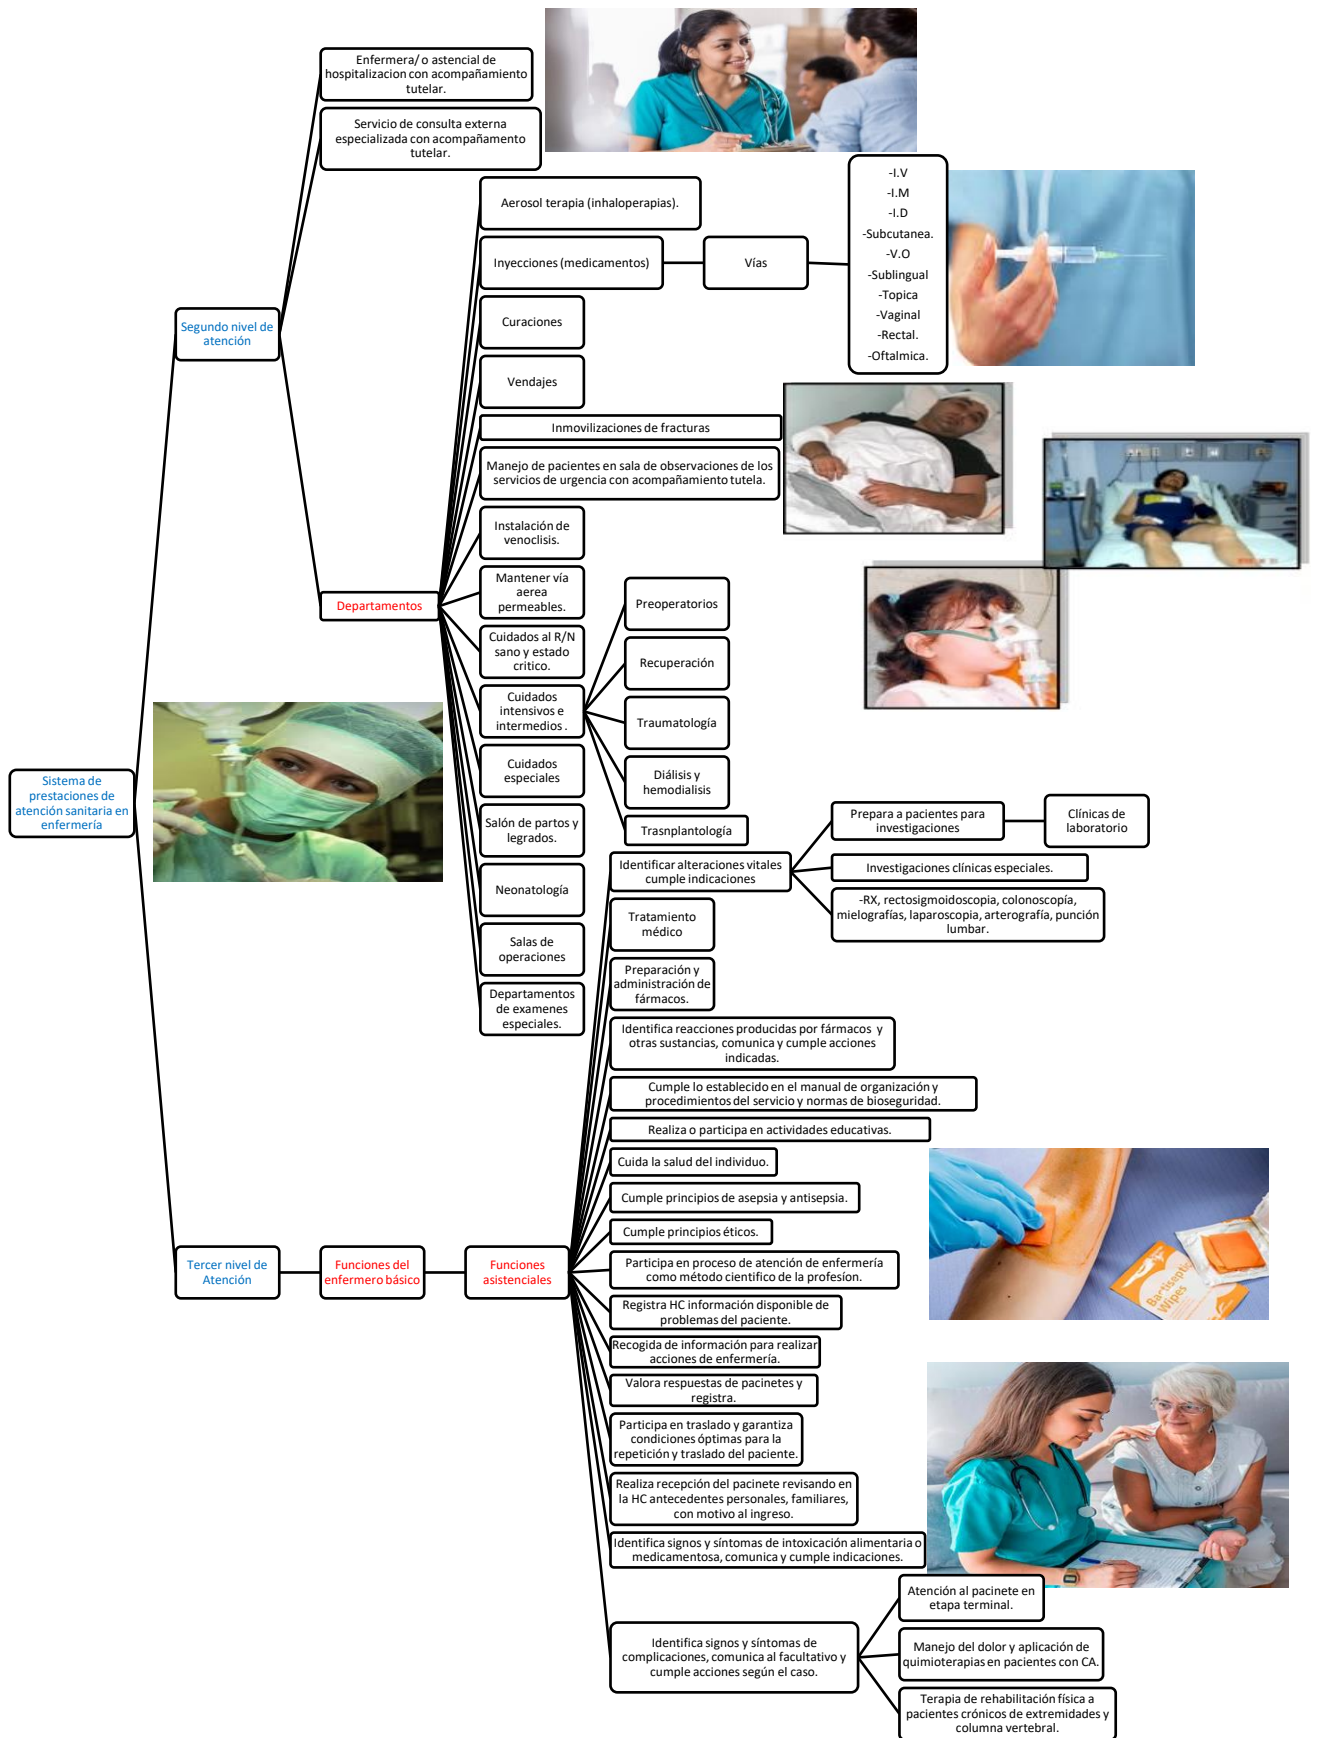 Enfermera/ o astencial de
hospitalizacion con acompañamiento
tutelar.
Servicio de consulta externa
especializada con acompañamento
tutelar.
Aerosol terapia (inhaloperapias).
Inyecciones (medicamentos)
Vías
-I.V
-I.M
-I.D
-Subcutanea.
-V.O
-Sublingual
-Topica
-Vaginal
-Rectal.
-Oftalmica.
Curaciones
Segundo nivel de
atención
Vendajes
Inmovilizaciones de fracturas
Manejo de pacientes en sala de observaciones de los
servicios de urgencia con acompañamiento tutela.
Instalación de
venoclisis.
Mantener vía
aerea
permeables.
Departamentos
Cuidados al R/N
sano y estado
critico.
Cuidados
intensivos e
intermedios .
Preoperatorios
Recuperación
Traumatología
Diálisis y
hemodialisis
Trasnplantología
Cuidados
especiales
Salón de partos y
legrados.
Neonatología
Salas de
operaciones
Departamentos
de examenes
especiales.
Sistema de
prestaciones de
atención sanitaria en
enfermería
Identificar alteraciones vitales
cumple indicaciones
Prepara a pacientes para
investigaciones
Clínicas de
laboratorio
Investigaciones clínicas especiales.
-RX, rectosigmoidoscopia, colonoscopía,
mielografías, laparoscopia, arterografía, punción
lumbar.
Tratamiento
médico
Preparación y
administración de
fármacos.
Identifica reacciones producidas por fármacos y
otras sustancias, comunica y cumple acciones
indicadas.
Cumple lo establecido en el manual de organización y
procedimientos del servicio y normas de bioseguridad.
Realiza o participa en actividades educativas.
Cuida la salud del individuo.
Cumple principios de asepsia y antisepsia.
Cumple principios éticos.
Tercer nivel de
Atención
Funciones del
enfermero básico
Funciones
asistenciales
Participa en proceso de atención de enfermería
como método cientifico de la profesíon.
Registra HC información disponible de
problemas del paciente.
Recogida de información para realizar
acciones de enfermería.
Valora respuestas de pacinetes y
registra.
Participa en traslado y garantiza
condiciones óptimas para la
repetición y traslado del paciente.
Realiza recepción del pacinete revisando en
la HC antecedentes personales, familiares,
con motivo al ingreso.
Identifica signos y síntomas de intoxicación alimentaria o
medicamentosa, comunica y cumple indicaciones.
Identifica signos y síntomas de
complicaciones, comunica al facultativo y
cumple acciones según el caso.
Atención al pacinete en
etapa terminal.
Manejo del dolor y aplicación de
quimioterapias en pacientes con CA.
Terapia de rehabilitación física a
pacientes crónicos de extremidades y
columna vertebral.
Bartiseptic
Wipes